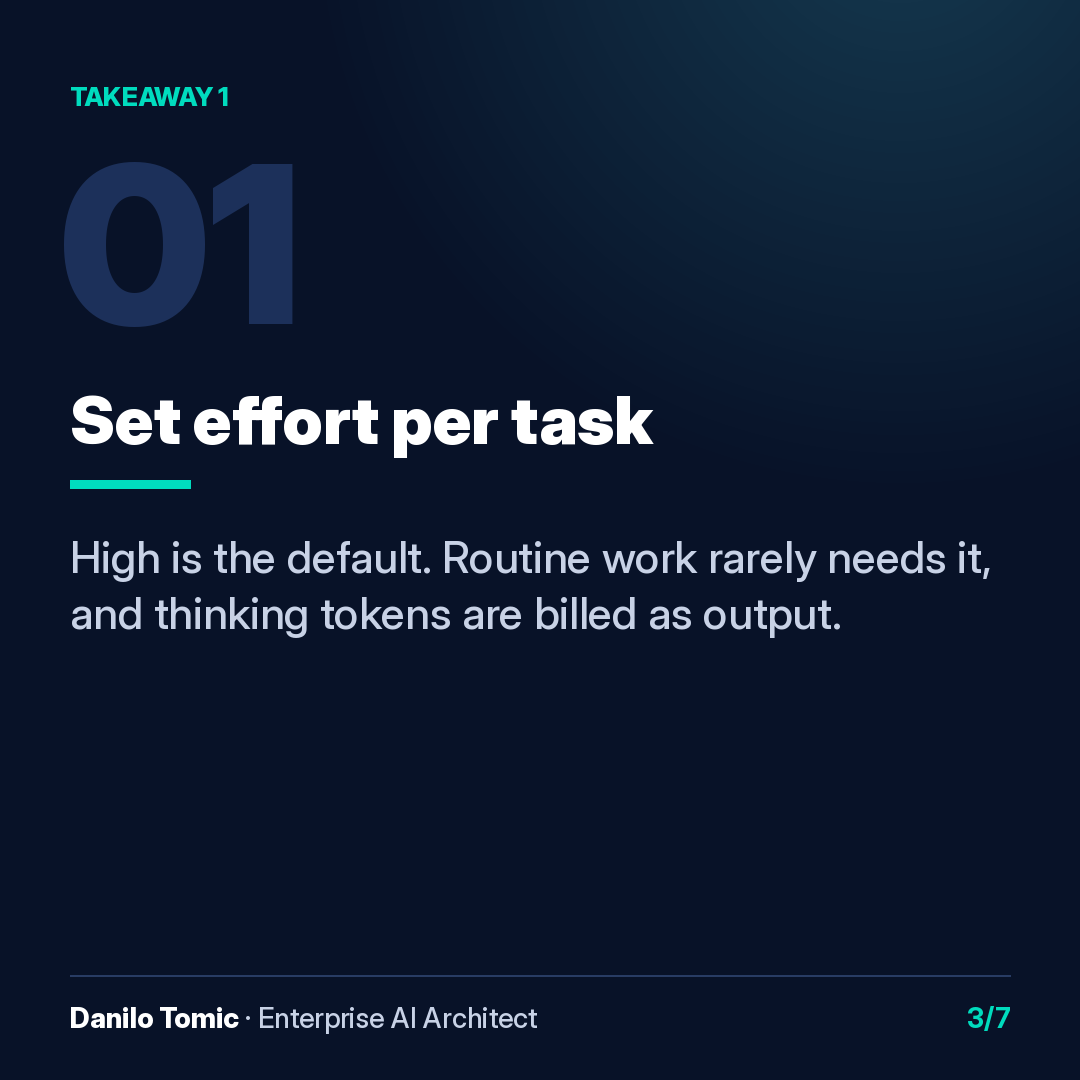 TAKEAWAY 1
01
Set effort per task
High is the default. Routine work rarely needs it,
and thinking tokens are billed as output.
Danilo Tomic · Enterprise AI Architect
3/7